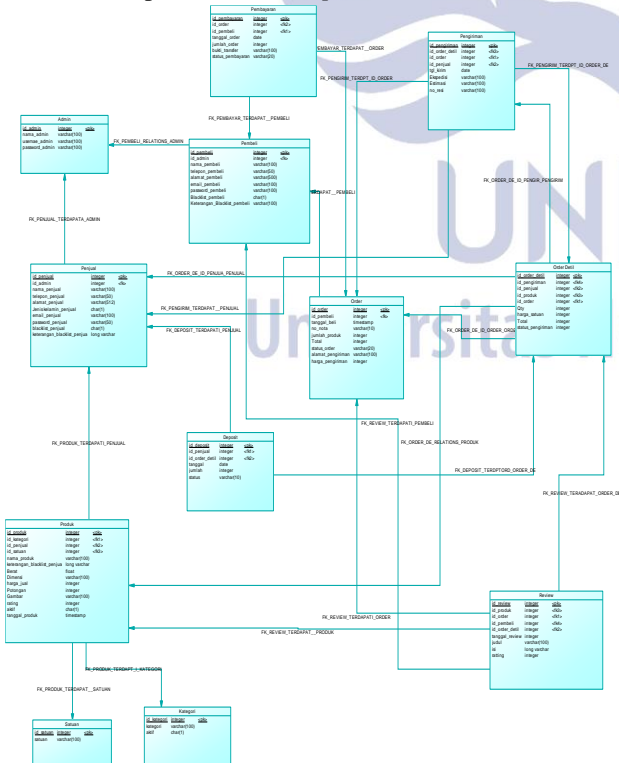 Pembayaran
id_pembayaran integer <pk>
id_order integer <fk2>
id_pembeli integer <fk1>
tanggal_order date
jumlah_order integer
bukti_transfer varchar(100)
status_pembayaran varchar(20)
Pengiriman
id_pengiriman integer <pk>
id_order_detil integer <fk3>
id_order integer <fk1>
id_penjual integer <fk2>
tgl_kirim date
Ekspedisi varchar(100)
Estimasi varchar(100)
no_resi varchar(100)
FK_PEMBAYAR_TERDAPAT__ORDER
FK_PENGIRIM_TERDPT_ID_ORDER_DE
FK_PENGIRIM_TERDPT_ID_ORDER
FK_PEMBAYAR_TERDAPAT__PEMBELI
Admin
id_admin integer <pk>
nama_admin varchar(100)
usernae_admin varchar(100)
password_admin varchar(100)
FK_PEMBELI_RELATIONS_ADMIN
Pembeli
id_pembeli integer <pk>
id_admin integer <fk>
nama_pembeli varchar(100)
telepon_pembeli varchar(50)
alamat_pembeli varchar(500)
email_pembeli varchar(100)
password_pembeli varchar(100)
Blacklist_pembeli char(1)
Keterangan_Blacklist_pembeli varchar(100)
UN
FK_ORDER_DE_ID_PENGIR_PENGIRIM
DAPAT__PEMBELI
FK_PENJUAL_TERDAPATA_ADMIN
Penjual
id_penjual integer <pk>
id_admin integer <fk>
nama_penjual varchar(100)
telepon_penjual varchar(50)
alamat_penjual varchar(512)
Jeniskelamin_penjual char(1)
email_penjual varchar(100)
password_penjual varchar(50)
blacklist_penjual char(1)
keterangan_blacklist_penjua long varchar
FK_ORDER_DE_ID_PENJUA_PENJUAL
FK_PENGIRIM_TERDAPAT__PENJUAL
FK_DEPOSIT_TERDAPATI_PENJUAL
Order
id_order integer <pk>
id_pembeli integer <fk>
tanggal_beli timestamp
no_nota varchar(10)
jumlah_produk integer
Total integer
status_order varchar(20)
alamat_pengiriman varchar(100)
harga_pengiriman integer
Order Detil
id_order_detil integer <pk>
id_pengiriman integer <fk4>
id_penjual integer <fk2>
id_produk integer <fk3>
id_order integer <fk1>
Qty integer
harga_satuan integer
Total integer
status_pengiriman integer
FK_ORDER_DE_ID_ORDER_ORDE
FK_REVIEW_TERDAPATI_PEMBELI
FK_ORDER_DE_RELATIONS_PRODUK
FK_PRODUK_TERDAPATI_PENJUAL
Deposit
id_deposit integer <pk>
id_penjual integer <fk1>
id_order_detil integer <fk2>
tanggal date
jumlah integer
status varchar(10)
FK_DEPOSIT_TERDPTORD_ORDER_DE
FK_REVIEW_TERADAPAT_ORDER_DE
Produk
id_produk integer <pk>
id_kategori integer <fk1>
id_penjual integer <fk2>
id_satuan integer <fk3>
nama_produk varchar(100)
keterangan_blacklist_penjua long varchar
Berat float
Dimensi varchar(100)
harga_jual integer
Potongan integer
Gambar varchar(100)
rating integer
aktif char(1)
tanggal_produk timestamp
Review
id_review integer <pk>
id_produk integer <fk3>
id_order integer <fk1>
id_pembeli integer <fk4>
id_order_detil integer <fk2>
tanggal_review integer
judul varchar(100)
isi long varchar
ratting integer
FK_REVIEW_TERDAPATI_ORDER
FK_REVIEW_TERDAPAT__PRODUK
FK_PRODUK_TERDAPT_I_KATEGORI
FK_PRODUK_TERDAPAT__SATUAN
Satuan
id_satuan integer <pk>
satuan varchar(100)
Kategori
id_kategori integer <pk>
kategori varchar(100)
aktif char(1)